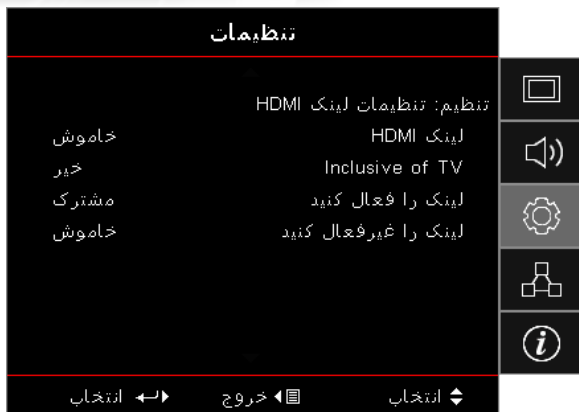 تنظیمات
تنظیم: تنظیمات لینک HDMI
لینک HDMI خاموش
Inclusive of TV خیر
لینک را فعال کنید مشترک
لینک را غیرفعال کنید خاموش
انتخاب خروج انتخاب